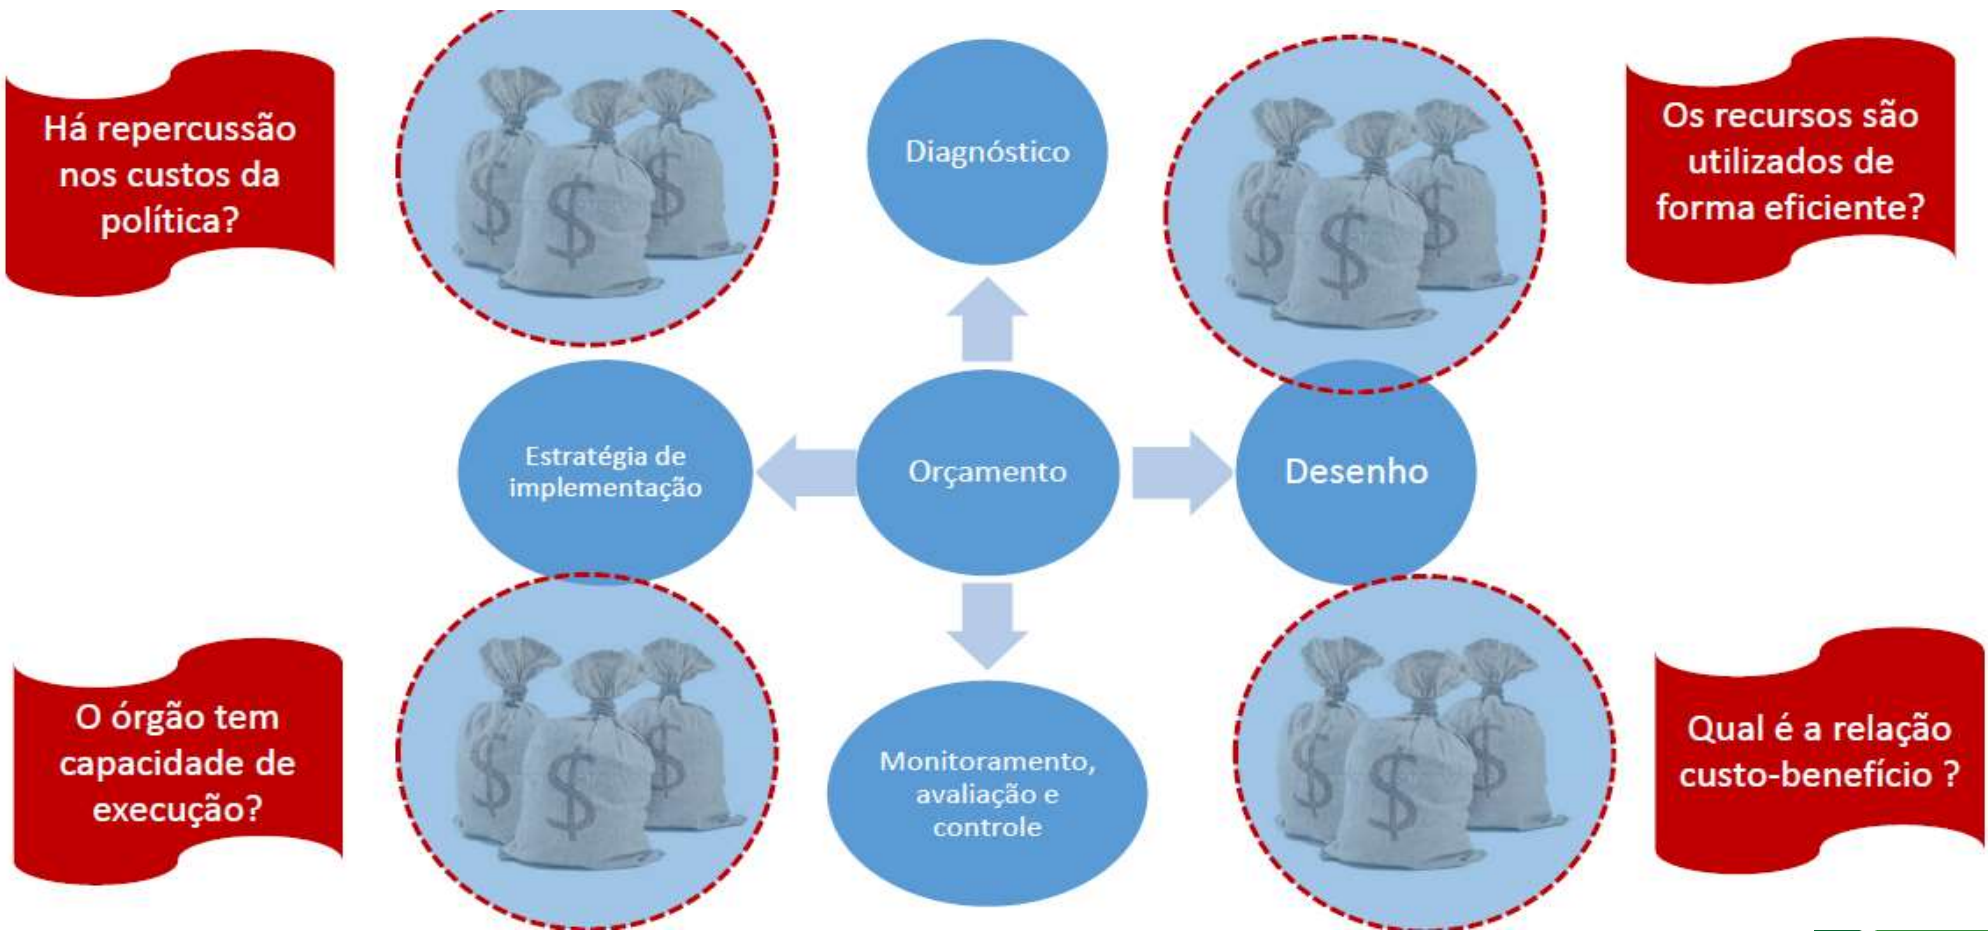 Há repercussão
nos custos da
política?
Diagnóstico
Os recursos são
utilizados de
forma eficiente?
Estratégia de
implementação
Orçamento
Desenho
O órgão tem
capacidade de
execução?
Monitoramento,
avaliação e
controle
Qual é a relação
custo-benefício ?
$
$
$
$
$
$
$
$
$
$
$
$